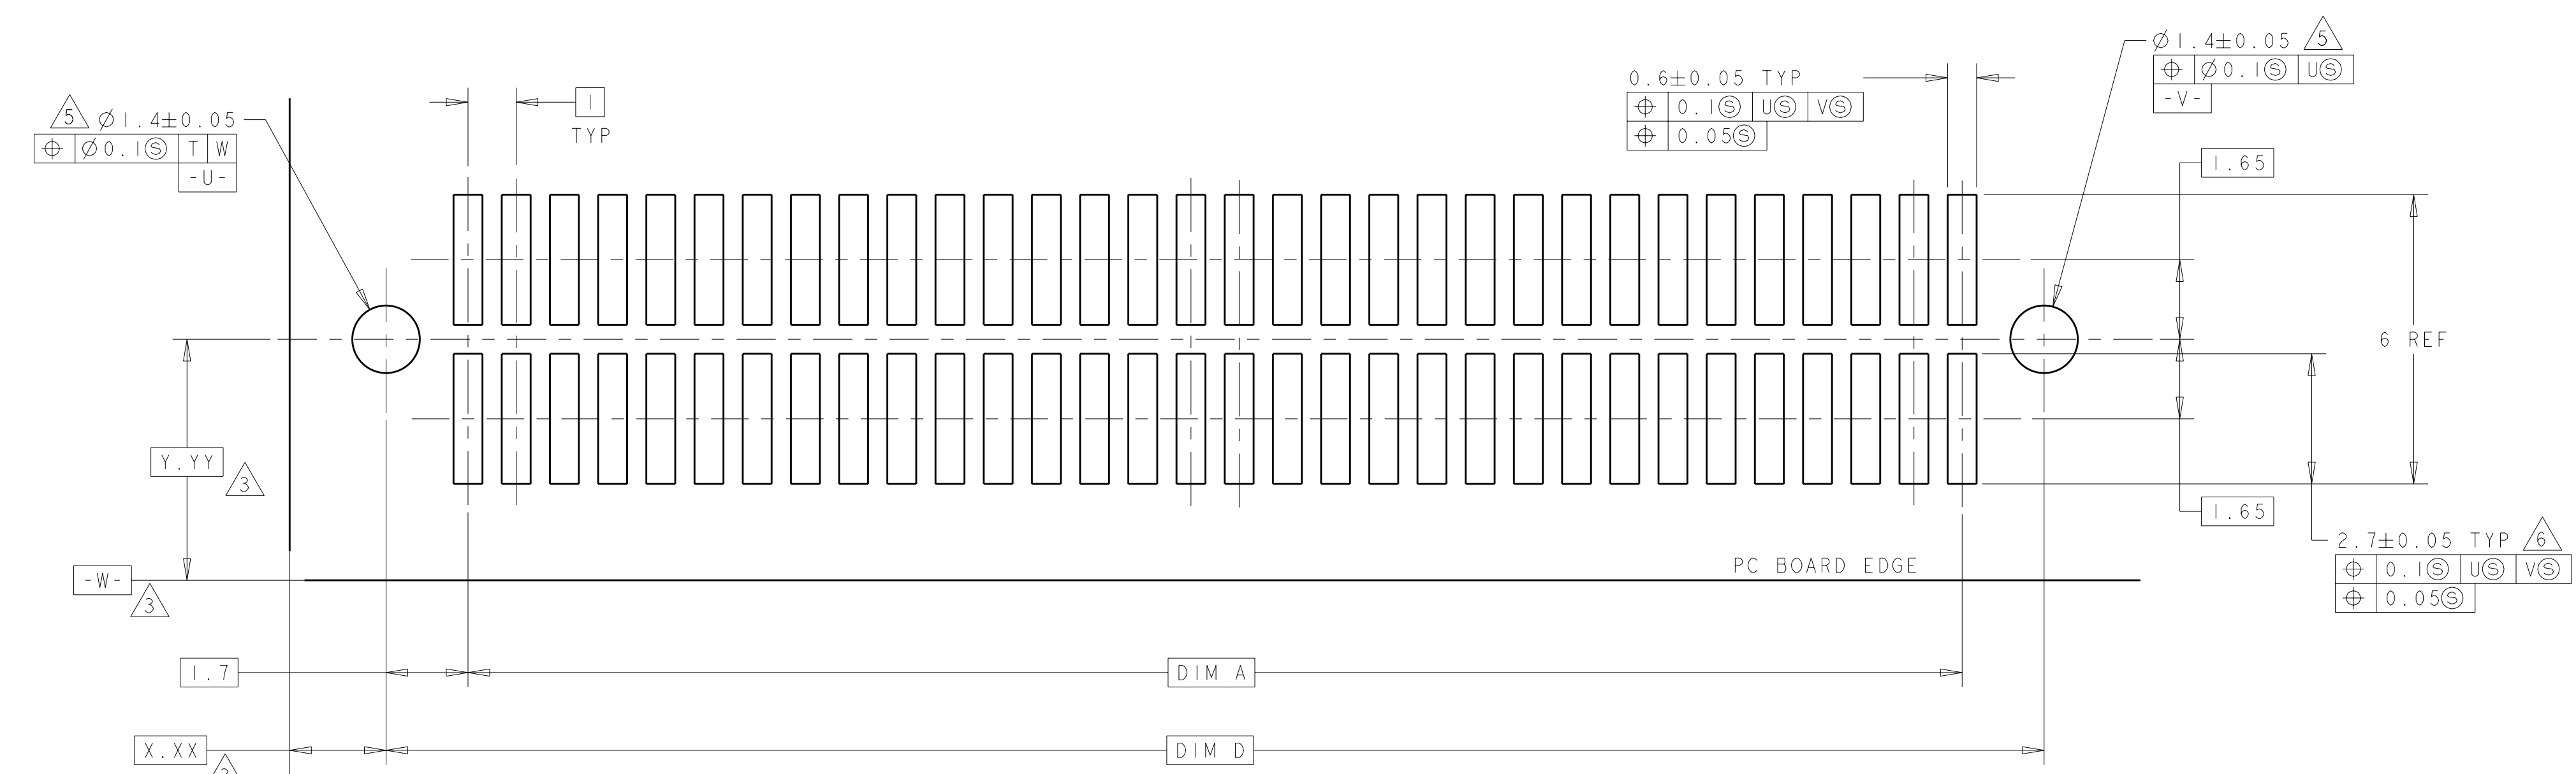 5 Ø1.4±0.05
⌖ Ø0.1Ⓢ T W
-U-
1
TYP
0.6±0.05 TYP
⌖ 0.1Ⓢ UⓈ VⓈ
⌖ 0.05Ⓢ
Ø1.4±0.05 5
⌖ Ø0.1Ⓢ UⓈ
-V-
1.65
6 REF
Y.YY
3
1.65
2.7±0.05 TYP 6
⌖ 0.1Ⓢ UⓈ VⓈ
⌖ 0.05Ⓢ
PC BOARD EDGE
-W-
3
1.7
DIM A
X.XX
DIM D